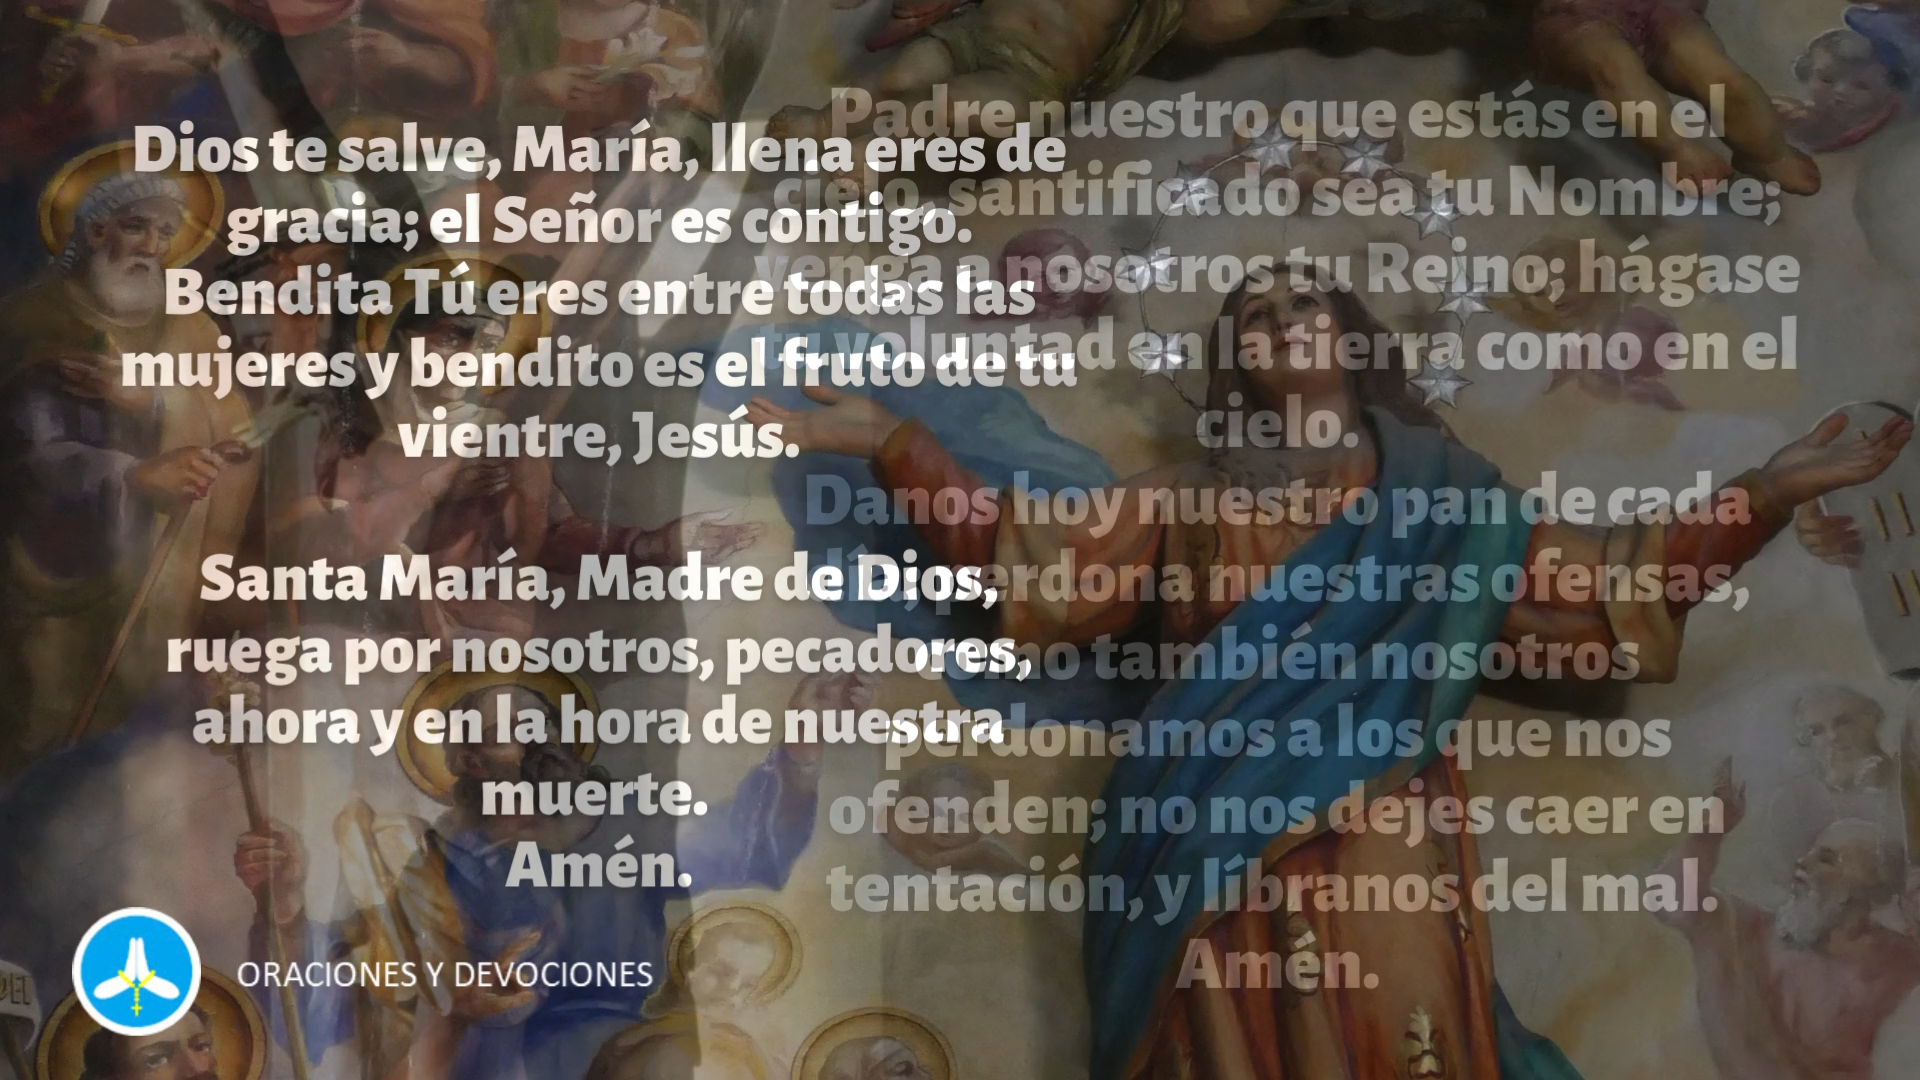 Dios te salve, María, llena eres de
gracia; el Señor es contigo.
Bendita Tú eres entre todas las
mujeres y bendito es el fruto de tu
vientre, Jesús.
Santa María, Madre de Dios,
ruega por nosotros, pecadores,
ahora y en la hora de nuestra
muerte.
Amén.
Padre nuestro que estás en el
cielo, santificado sea tu Nombre;
venga a nosotros tu Reino; hágase
tu voluntad en la tierra como en el
cielo.
Danos hoy nuestro pan de cada
día; perdona nuestras ofensas,
como también nosotros
perdonamos a los que nos
ofenden; no nos dejes caer en
tentación, y líbranos del mal.
Amén.
ORACIONES Y DEVOCIONES